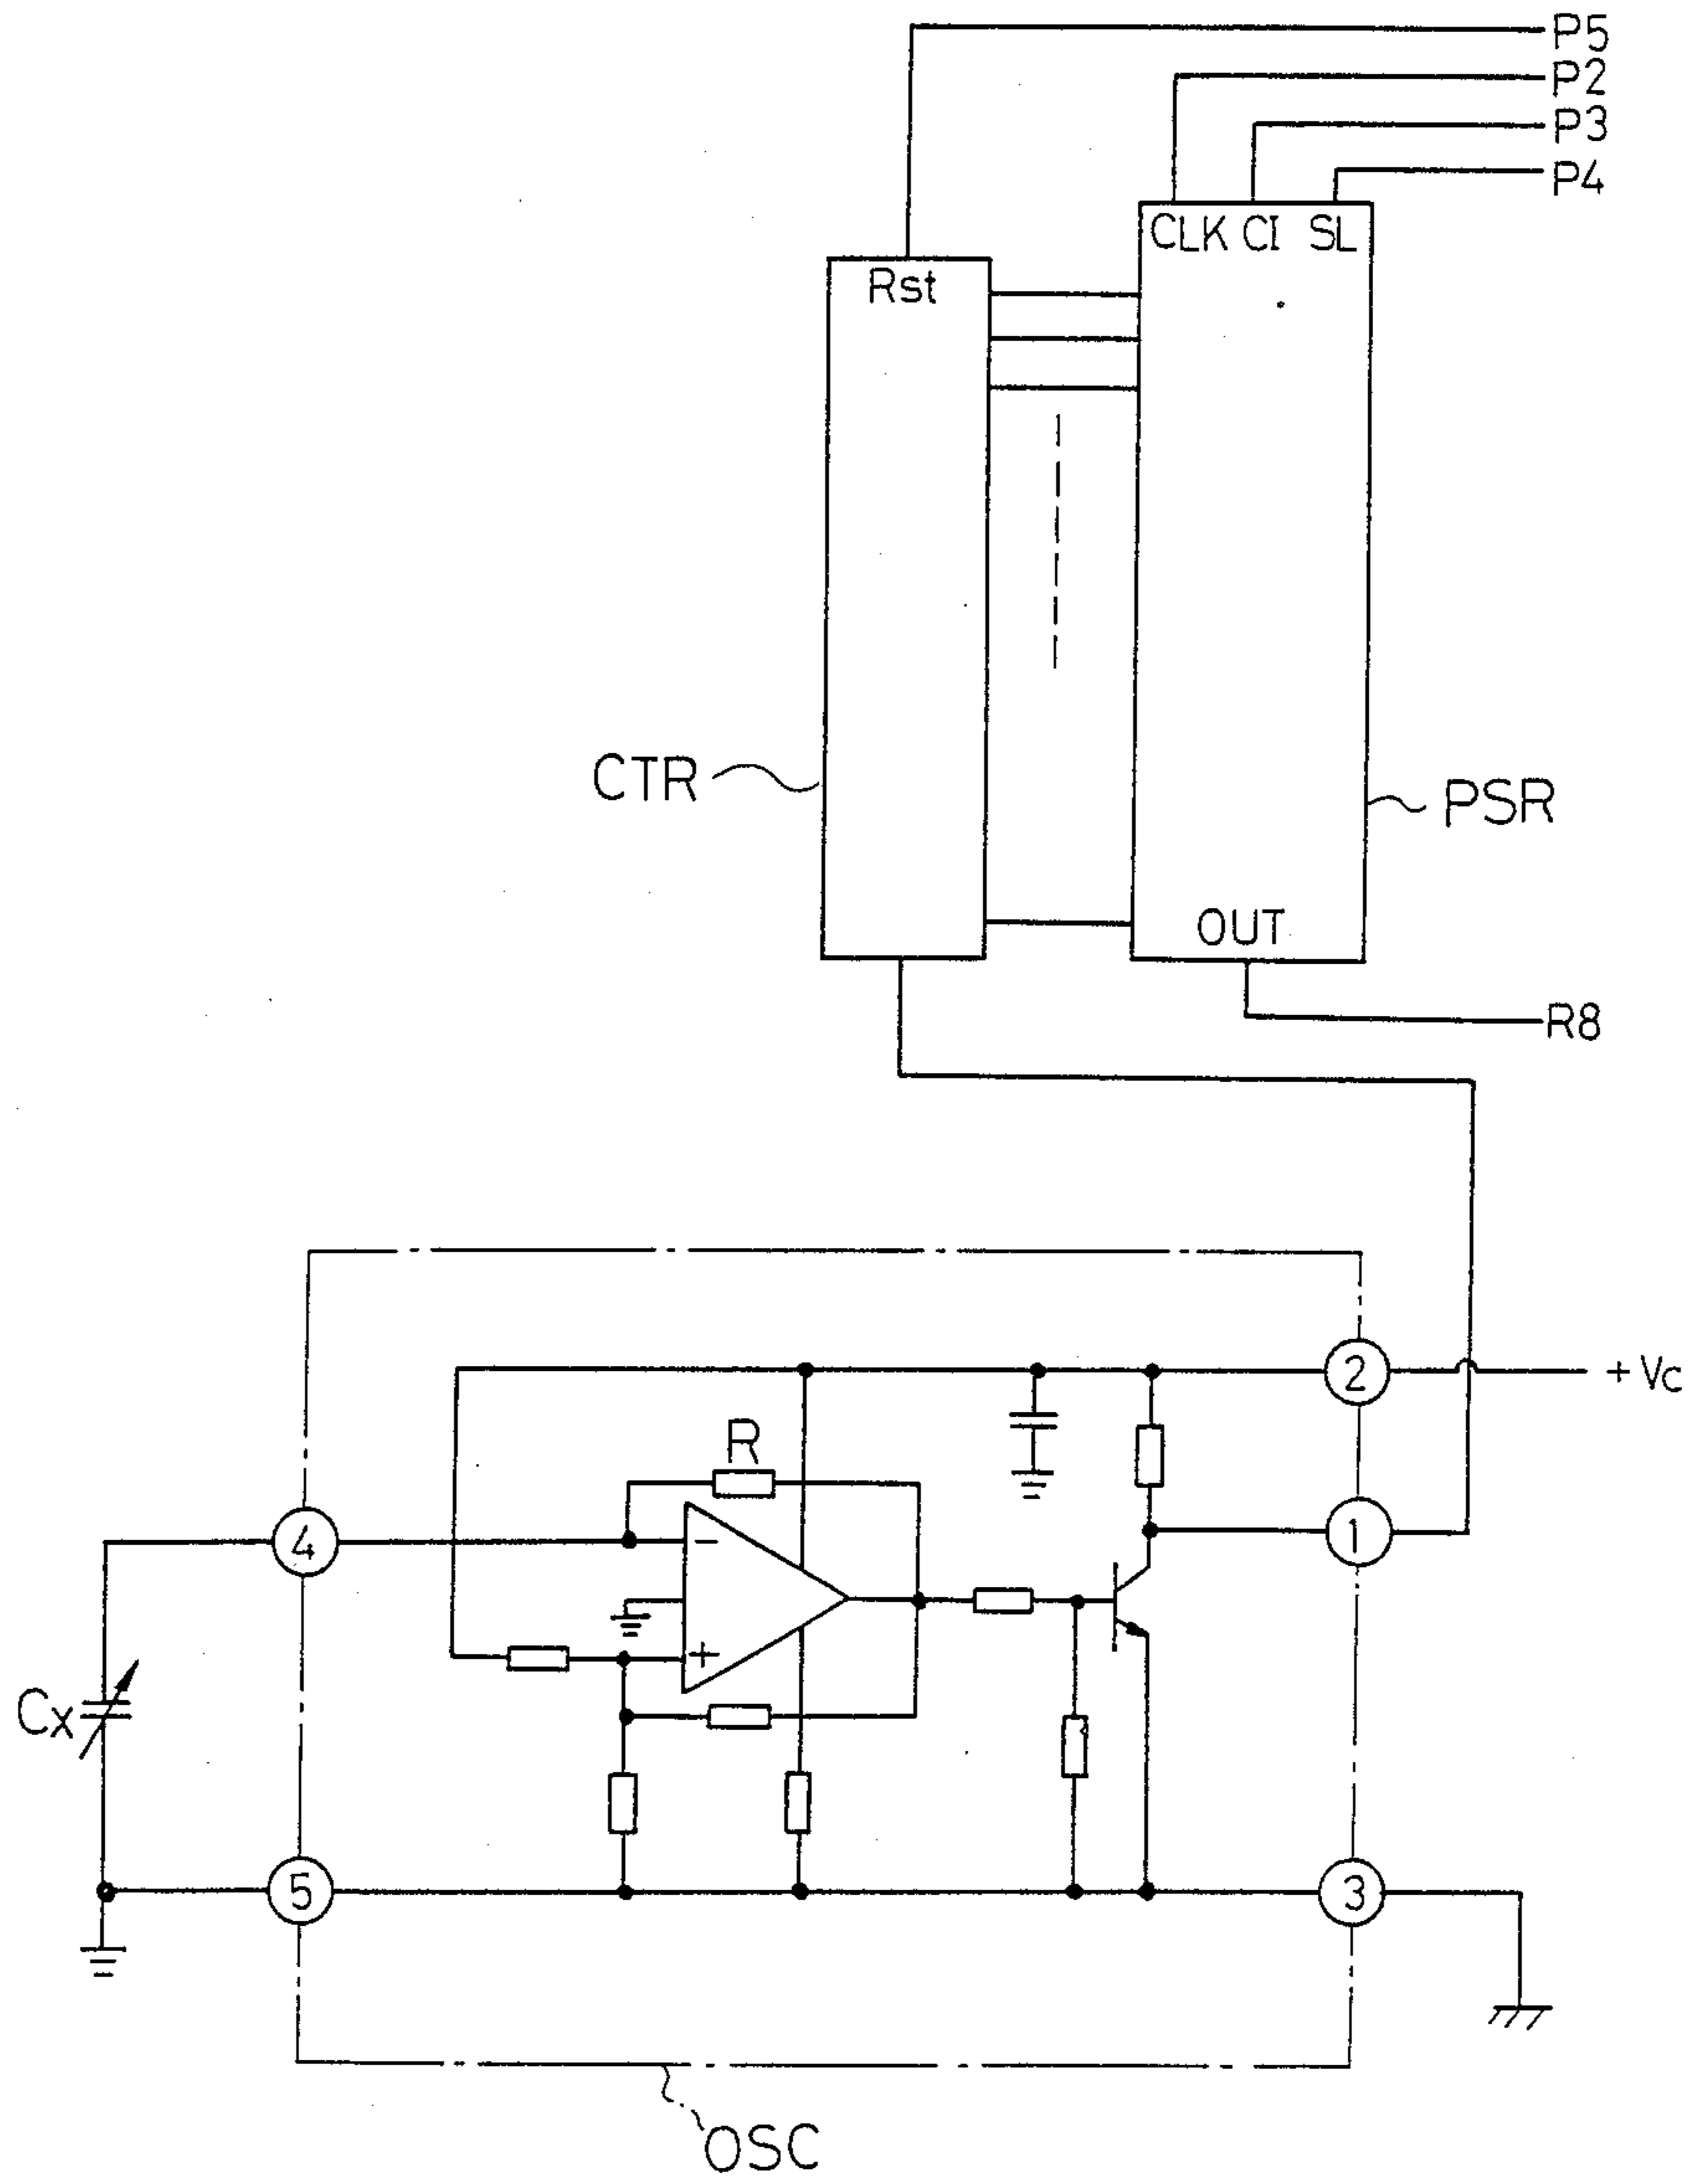 P5
P2
P3
P4
CLK CI SL
Rst
CTR
PSR
OUT
R8
2
+Vc
R
4
-
1
+
Cx
5
3
OSC